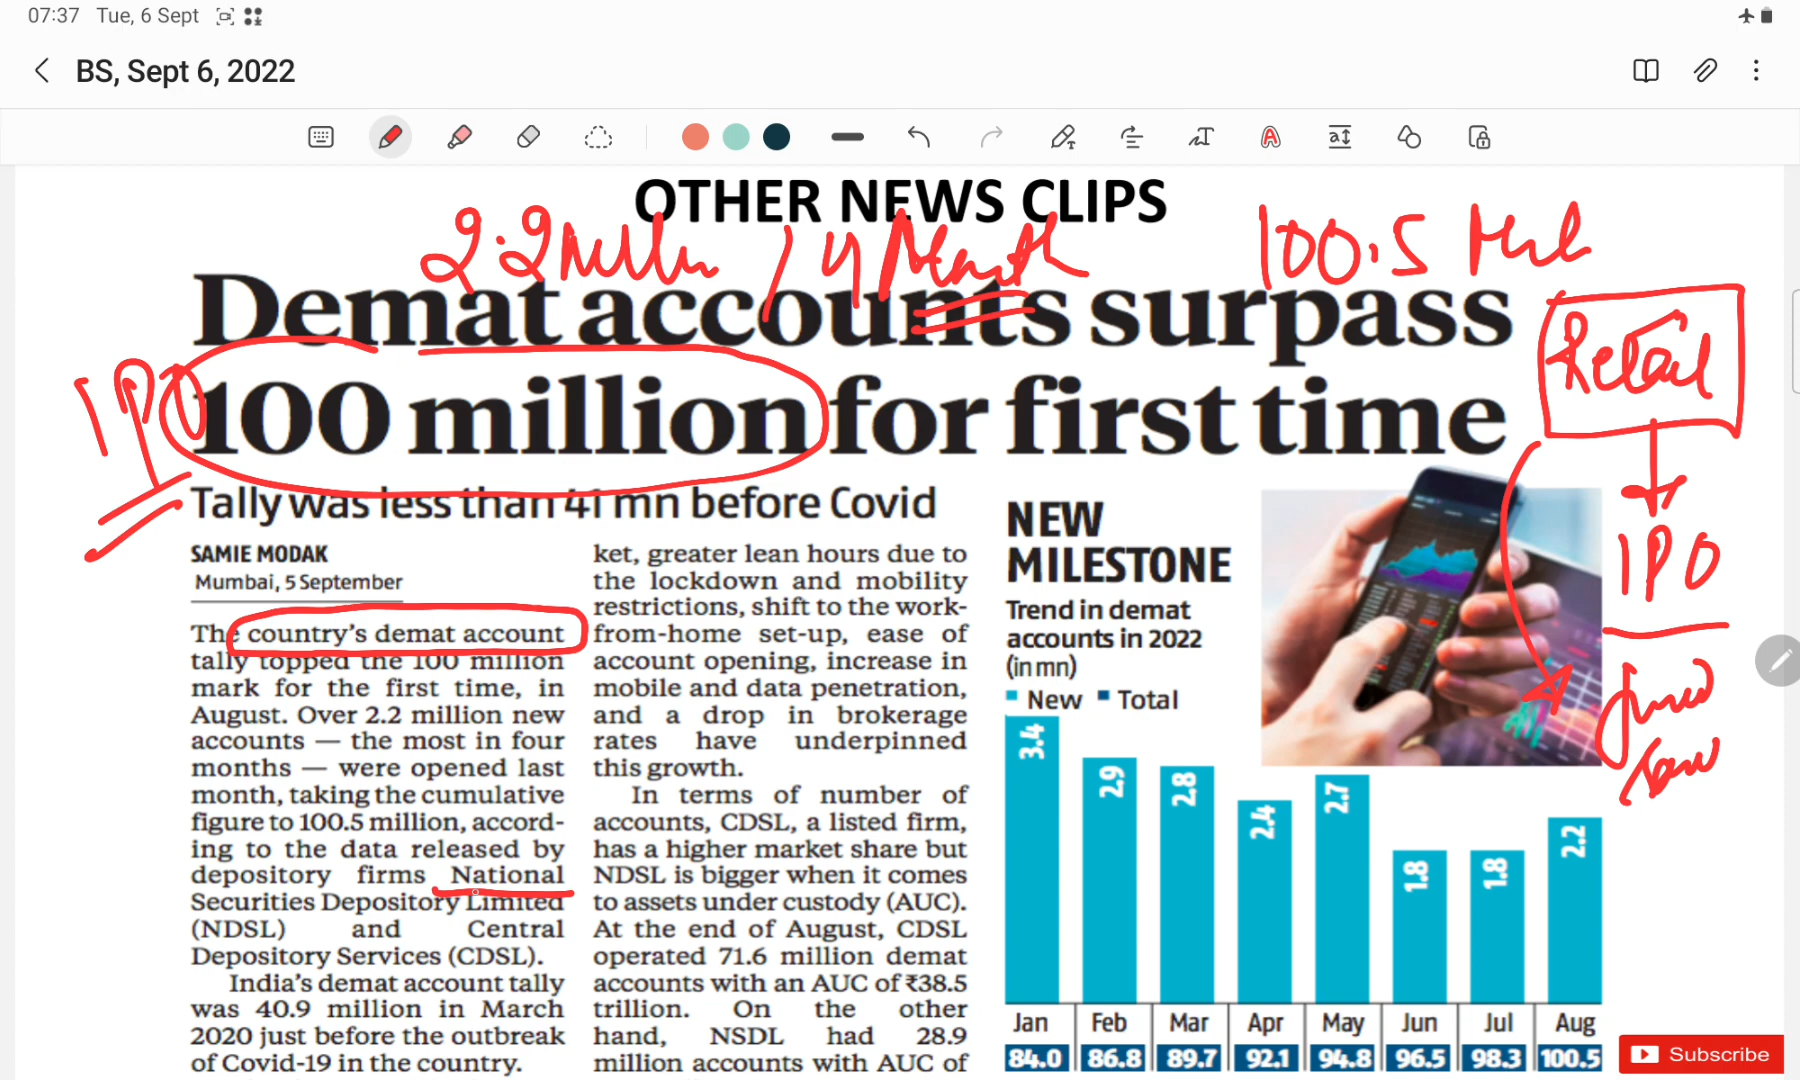 07:37 Tue, 6 Sept
BS, Sept 6, 2022
OTHER NEWS CLIPS
2.2 Million / 4 Month
100.5 Mil
Demat accounts surpass
100 million for first time
IPO
Retail
IPO
Tally was less than 41 mn before Covid
SAMIE MODAK
Mumbai, 5 September
The country's demat account
tally topped the 100 million
mark for the first time, in
August. Over 2.2 million new
accounts — the most in four
months — were opened last
month, taking the cumulative
figure to 100.5 million, accord-
ing to the data released by
depository firms National
Securities Depository Limited
(NDSL) and Central
Depository Services (CDSL).
India's demat account tally
was 40.9 million in March
2020 just before the outbreak
of Covid-19 in the country.
ket, greater lean hours due to
the lockdown and mobility
restrictions, shift to the work-
from-home set-up, ease of
account opening, increase in
mobile and data penetration,
and a drop in brokerage
rates have underpinned
this growth.
In terms of number of
accounts, CDSL, a listed firm,
has a higher market share but
NDSL is bigger when it comes
to assets under custody (AUC).
At the end of August, CDSL
operated 71.6 million demat
accounts with an AUC of ₹38.5
trillion. On the other
hand, NSDL had 28.9
million accounts with AUC of
NEW
MILESTONE
Trend in demat
accounts in 2022
(in mn)
New Total
3.4 2.9 2.8 2.4 2.7 1.8 1.8 2.2
Jan Feb Mar Apr May Jun Jul Aug
84.0 86.8 89.7 92.1 94.8 96.5 98.3 100.5
Subscribe